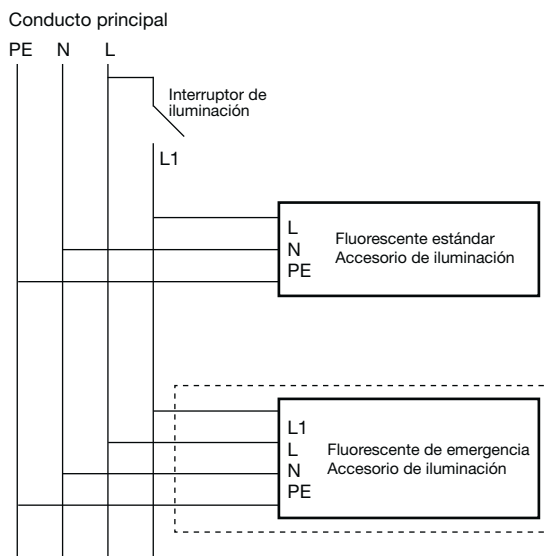 Conducto principal
PE N L
Interruptor de
iluminación
L1
L
N
PE
Fluorescente estándar
Accesorio de iluminación
L1
L
N
PE
Fluorescente de emergencia
Accesorio de iluminación